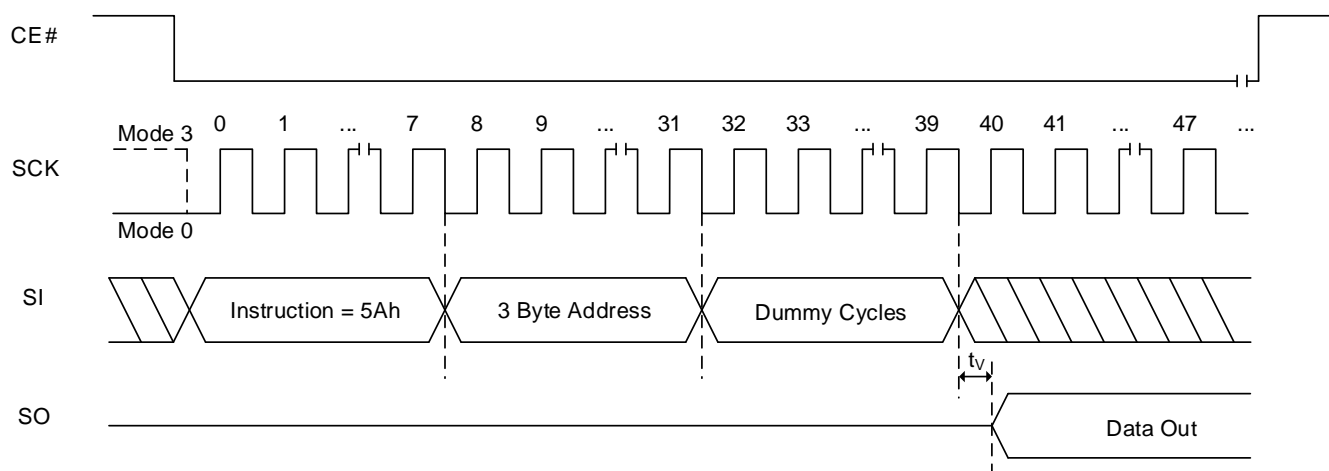 CE#
Mode 3
0 1 ... 7 8 9 ... 31 32 33 ... 39 40 41 ... 47 ...
SCK
Mode 0
SI
Instruction = 5Ah
3 Byte Address
Dummy Cycles
tV
SO
Data Out